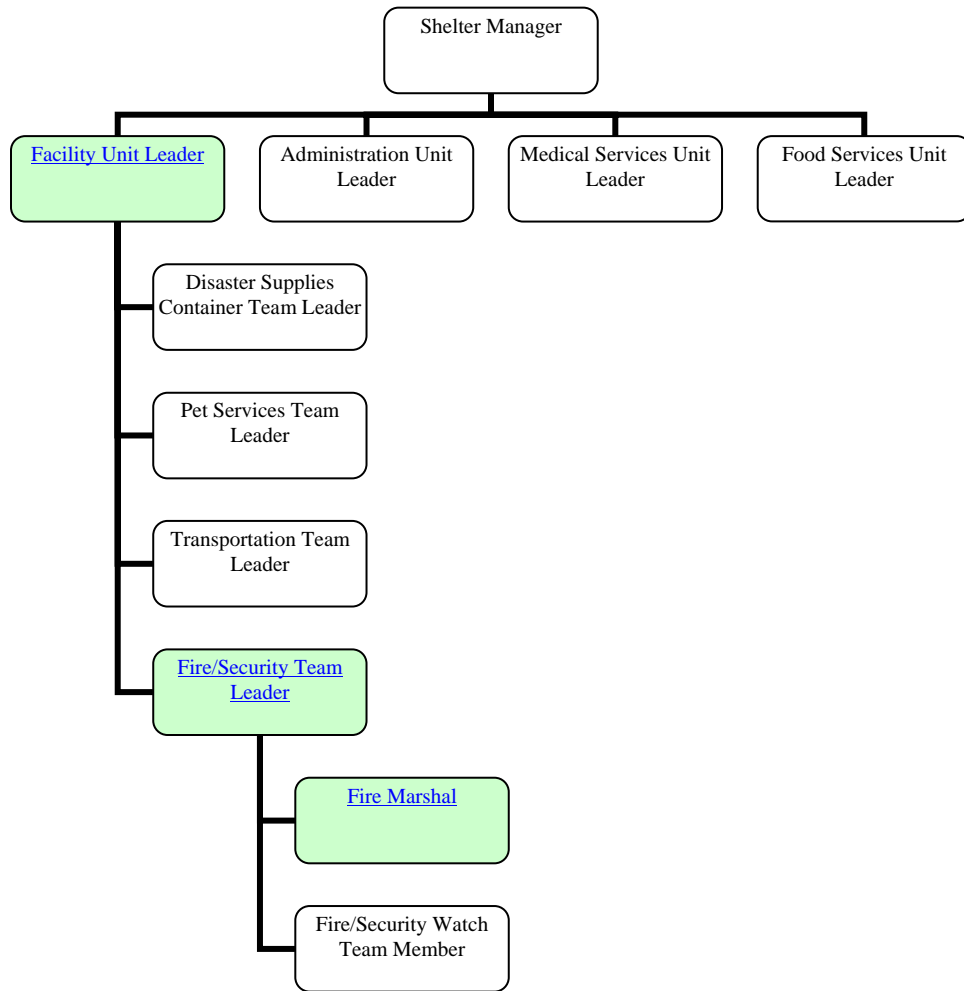 Shelter Manager
Facility Unit Leader
Administration Unit
Leader
Medical Services Unit
Leader
Food Services Unit
Leader
Disaster Supplies
Container Team Leader
Pet Services Team
Leader
Transportation Team
Leader
Fire/Security Team
Leader
Fire Marshal
Fire/Security Watch
Team Member